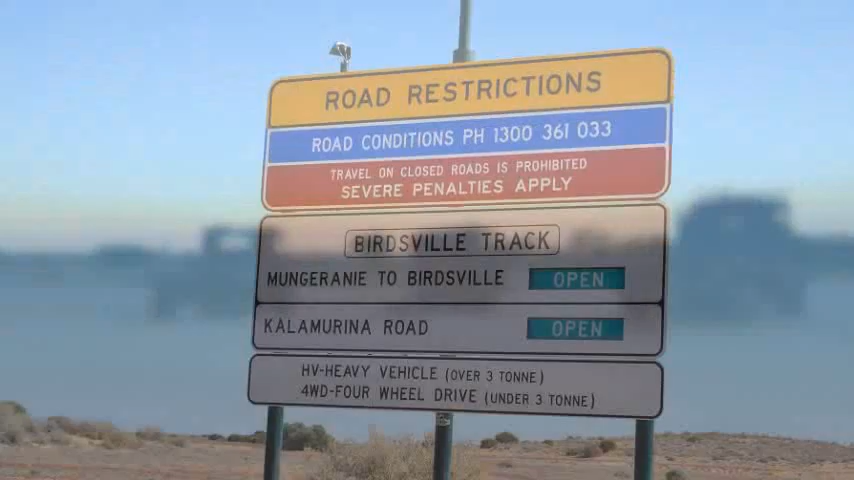 ROAD RESTRICTIONS
ROAD CONDITIONS PH 1300 361 033
TRAVEL ON CLOSED ROADS IS PROHIBITED
SEVERE PENALTIES APPLY
BIRDSVILLE TRACK
MUNGERANIE TO BIRDSVILLE OPEN
KALAMURINA ROAD OPEN
HV-HEAVY VEHICLE (OVER 3 TONNE)
4WD-FOUR WHEEL DRIVE (UNDER 3 TONNE)